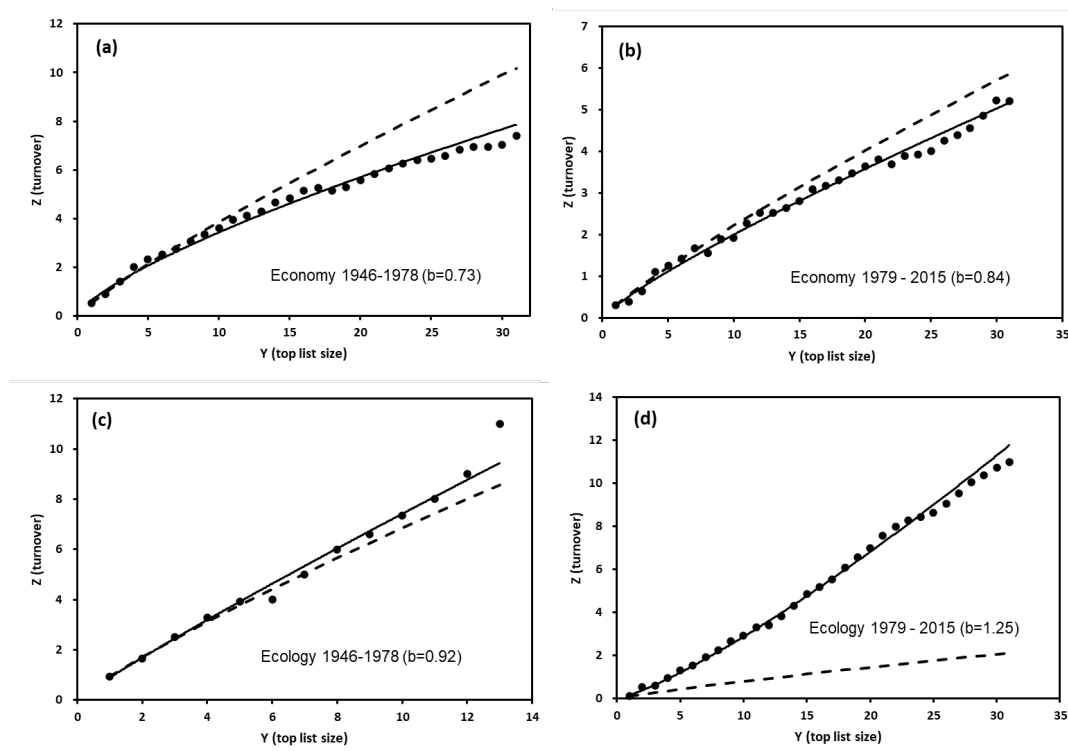 (a)
12
10
8
6
4
2
0
Z (turnover)
0 5 10 15 20 25 30
Y (top list size)
Economy 1946-1978 (b=0.73)
(b)
7
6
5
4
3
2
1
0
Z (turnover)
0 5 10 15 20 25 30 35
Y (top list size)
Economy 1979 - 2015 (b=0.84)
(c)
12
10
8
6
4
2
0
Z (turnover)
0 2 4 6 8 10 12 14
Y (top list size)
Ecology 1946-1978 (b=0.92)
(d)
14
12
10
8
6
4
2
0
Z (turnover)
0 5 10 15 20 25 30 35
Y (top list size)
Ecology 1979 - 2015 (b=1.25)